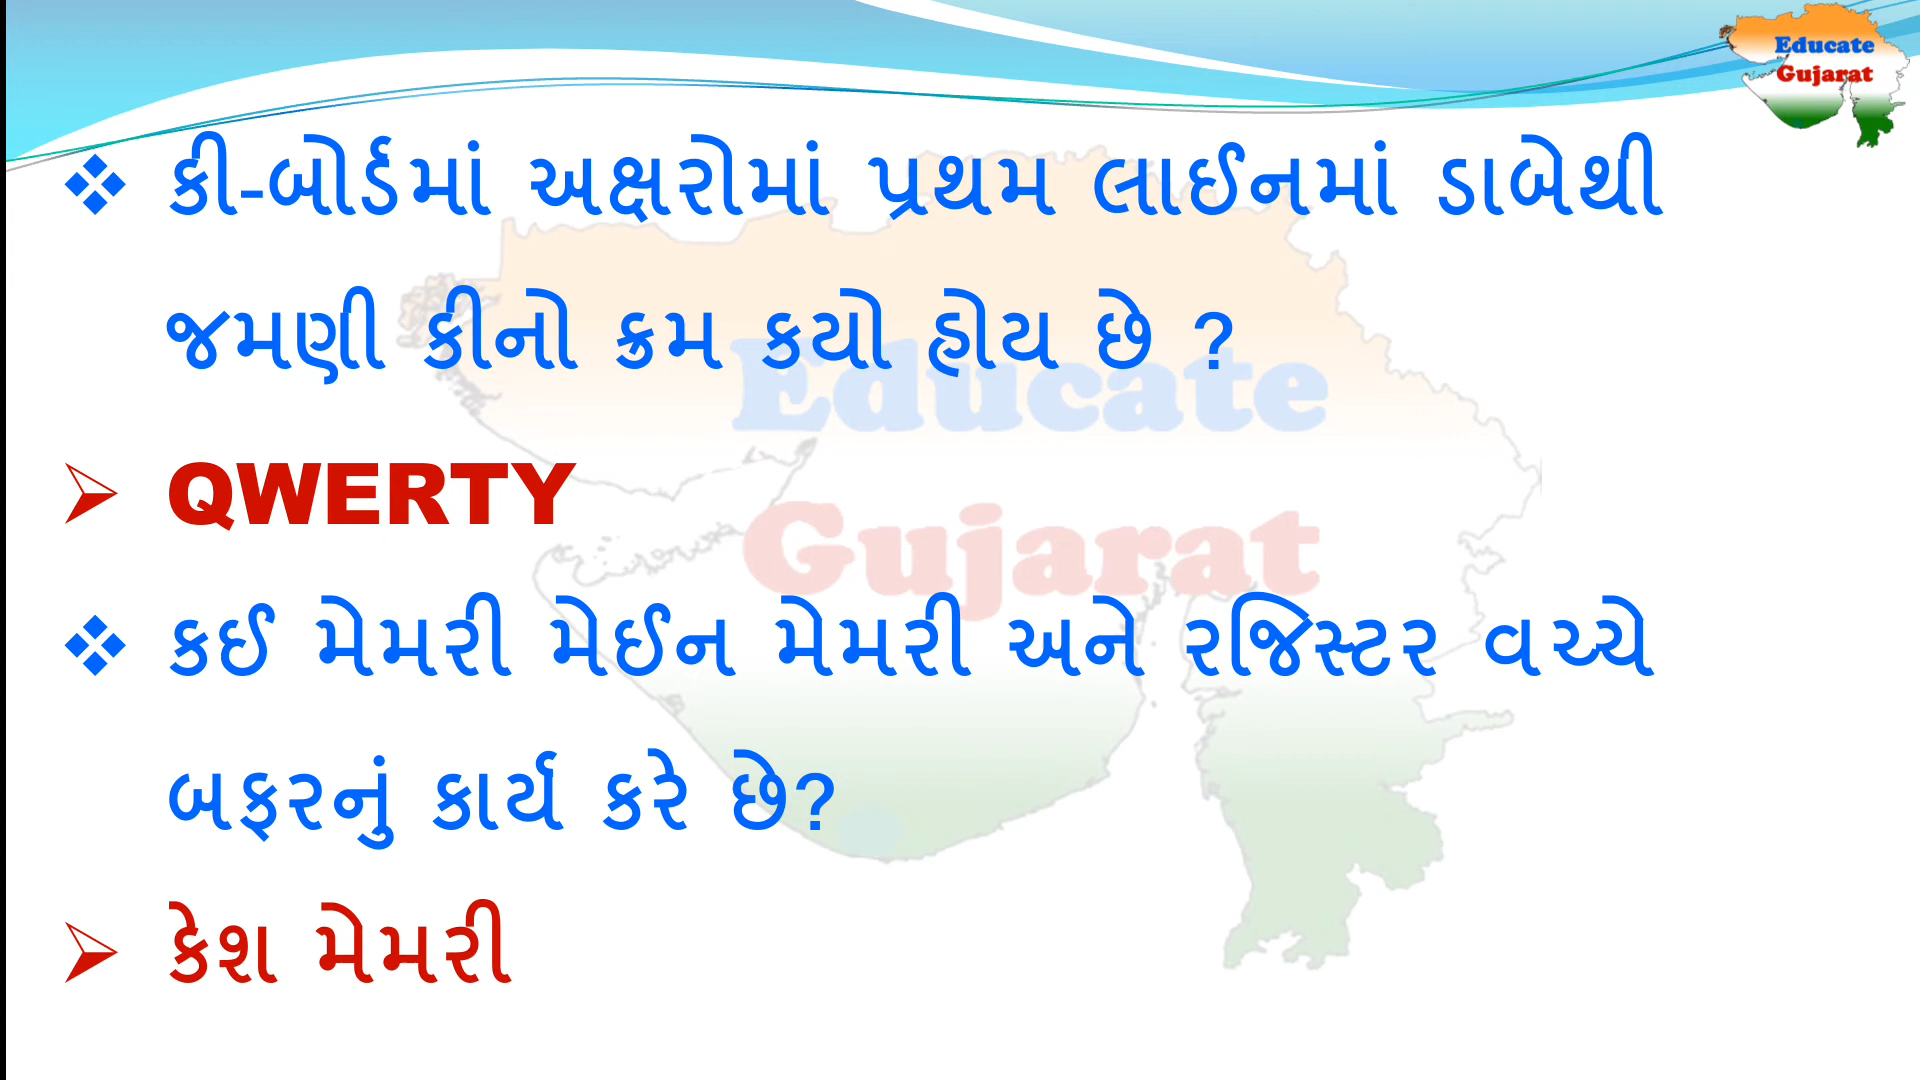 Educate
Gujarat
❖ કી-બોર્ડમાં અક્ષરોમાં પ્રથમ લાઈનમાં ડાબેથી
જમણી કીનો ક્રમ કયો હોય છે ?
➢ QWERTY
❖ કઈ મેમરી મેઈન મેમરી અને રજિસ્ટર વચ્ચે
બફરનું કાર્ય કરે છે?
➢ કેશ મેમરી
Educate
Gujarat